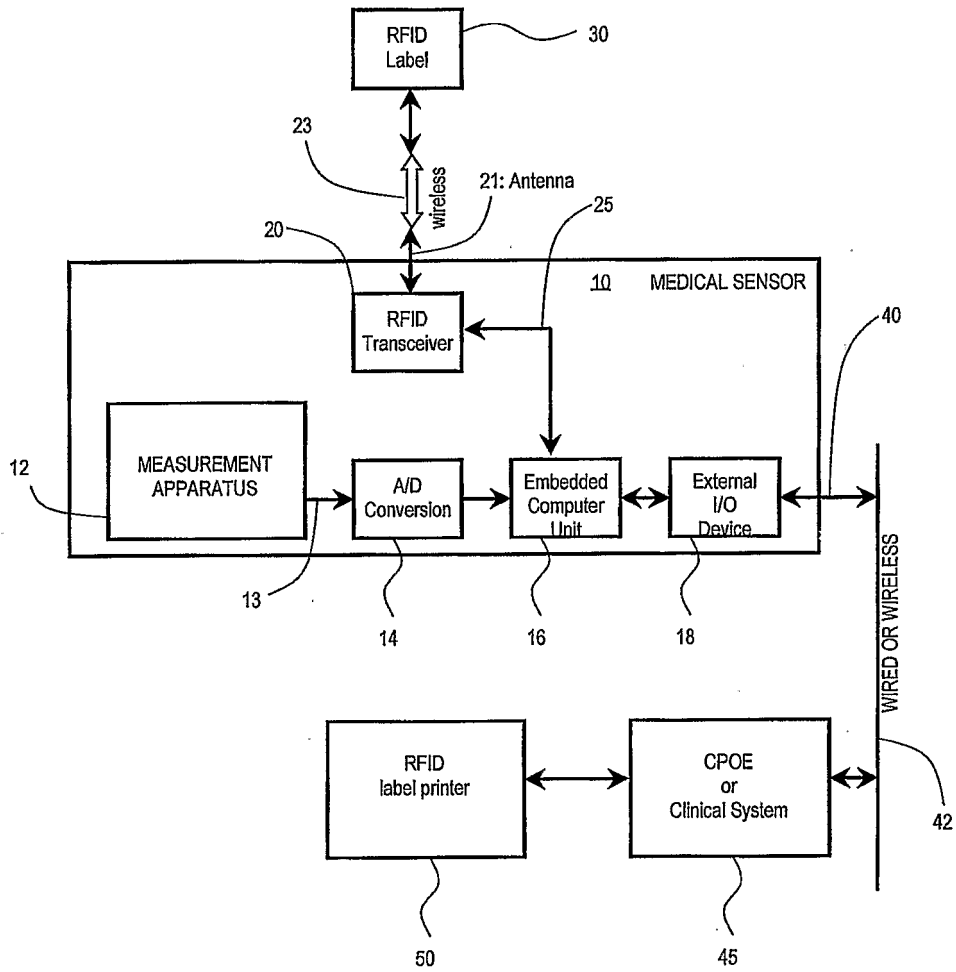 RFID
Label
30
23
wireless
21: Antenna
25
20
10 MEDICAL SENSOR
RFID
Transceiver
40
12
MEASUREMENT
APPARATUS
A/D
Conversion
Embedded
Computer
Unit
External
I/O
Device
13
14
16
18
WIRED OR WIRELESS
RFID
label printer
CPOE
or
Clinical System
42
50
45